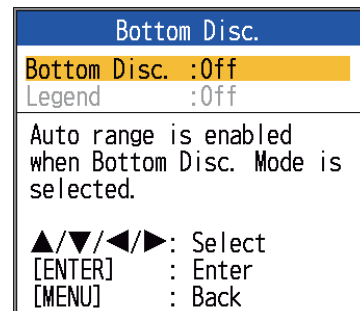 Bottom Disc.
Bottom Disc. :Off
Legend :Off
Auto range is enabled
when Bottom Disc. Mode is
selected.
▲/▼/◀/▶: Select
[ENTER] : Enter
[MENU] : Back